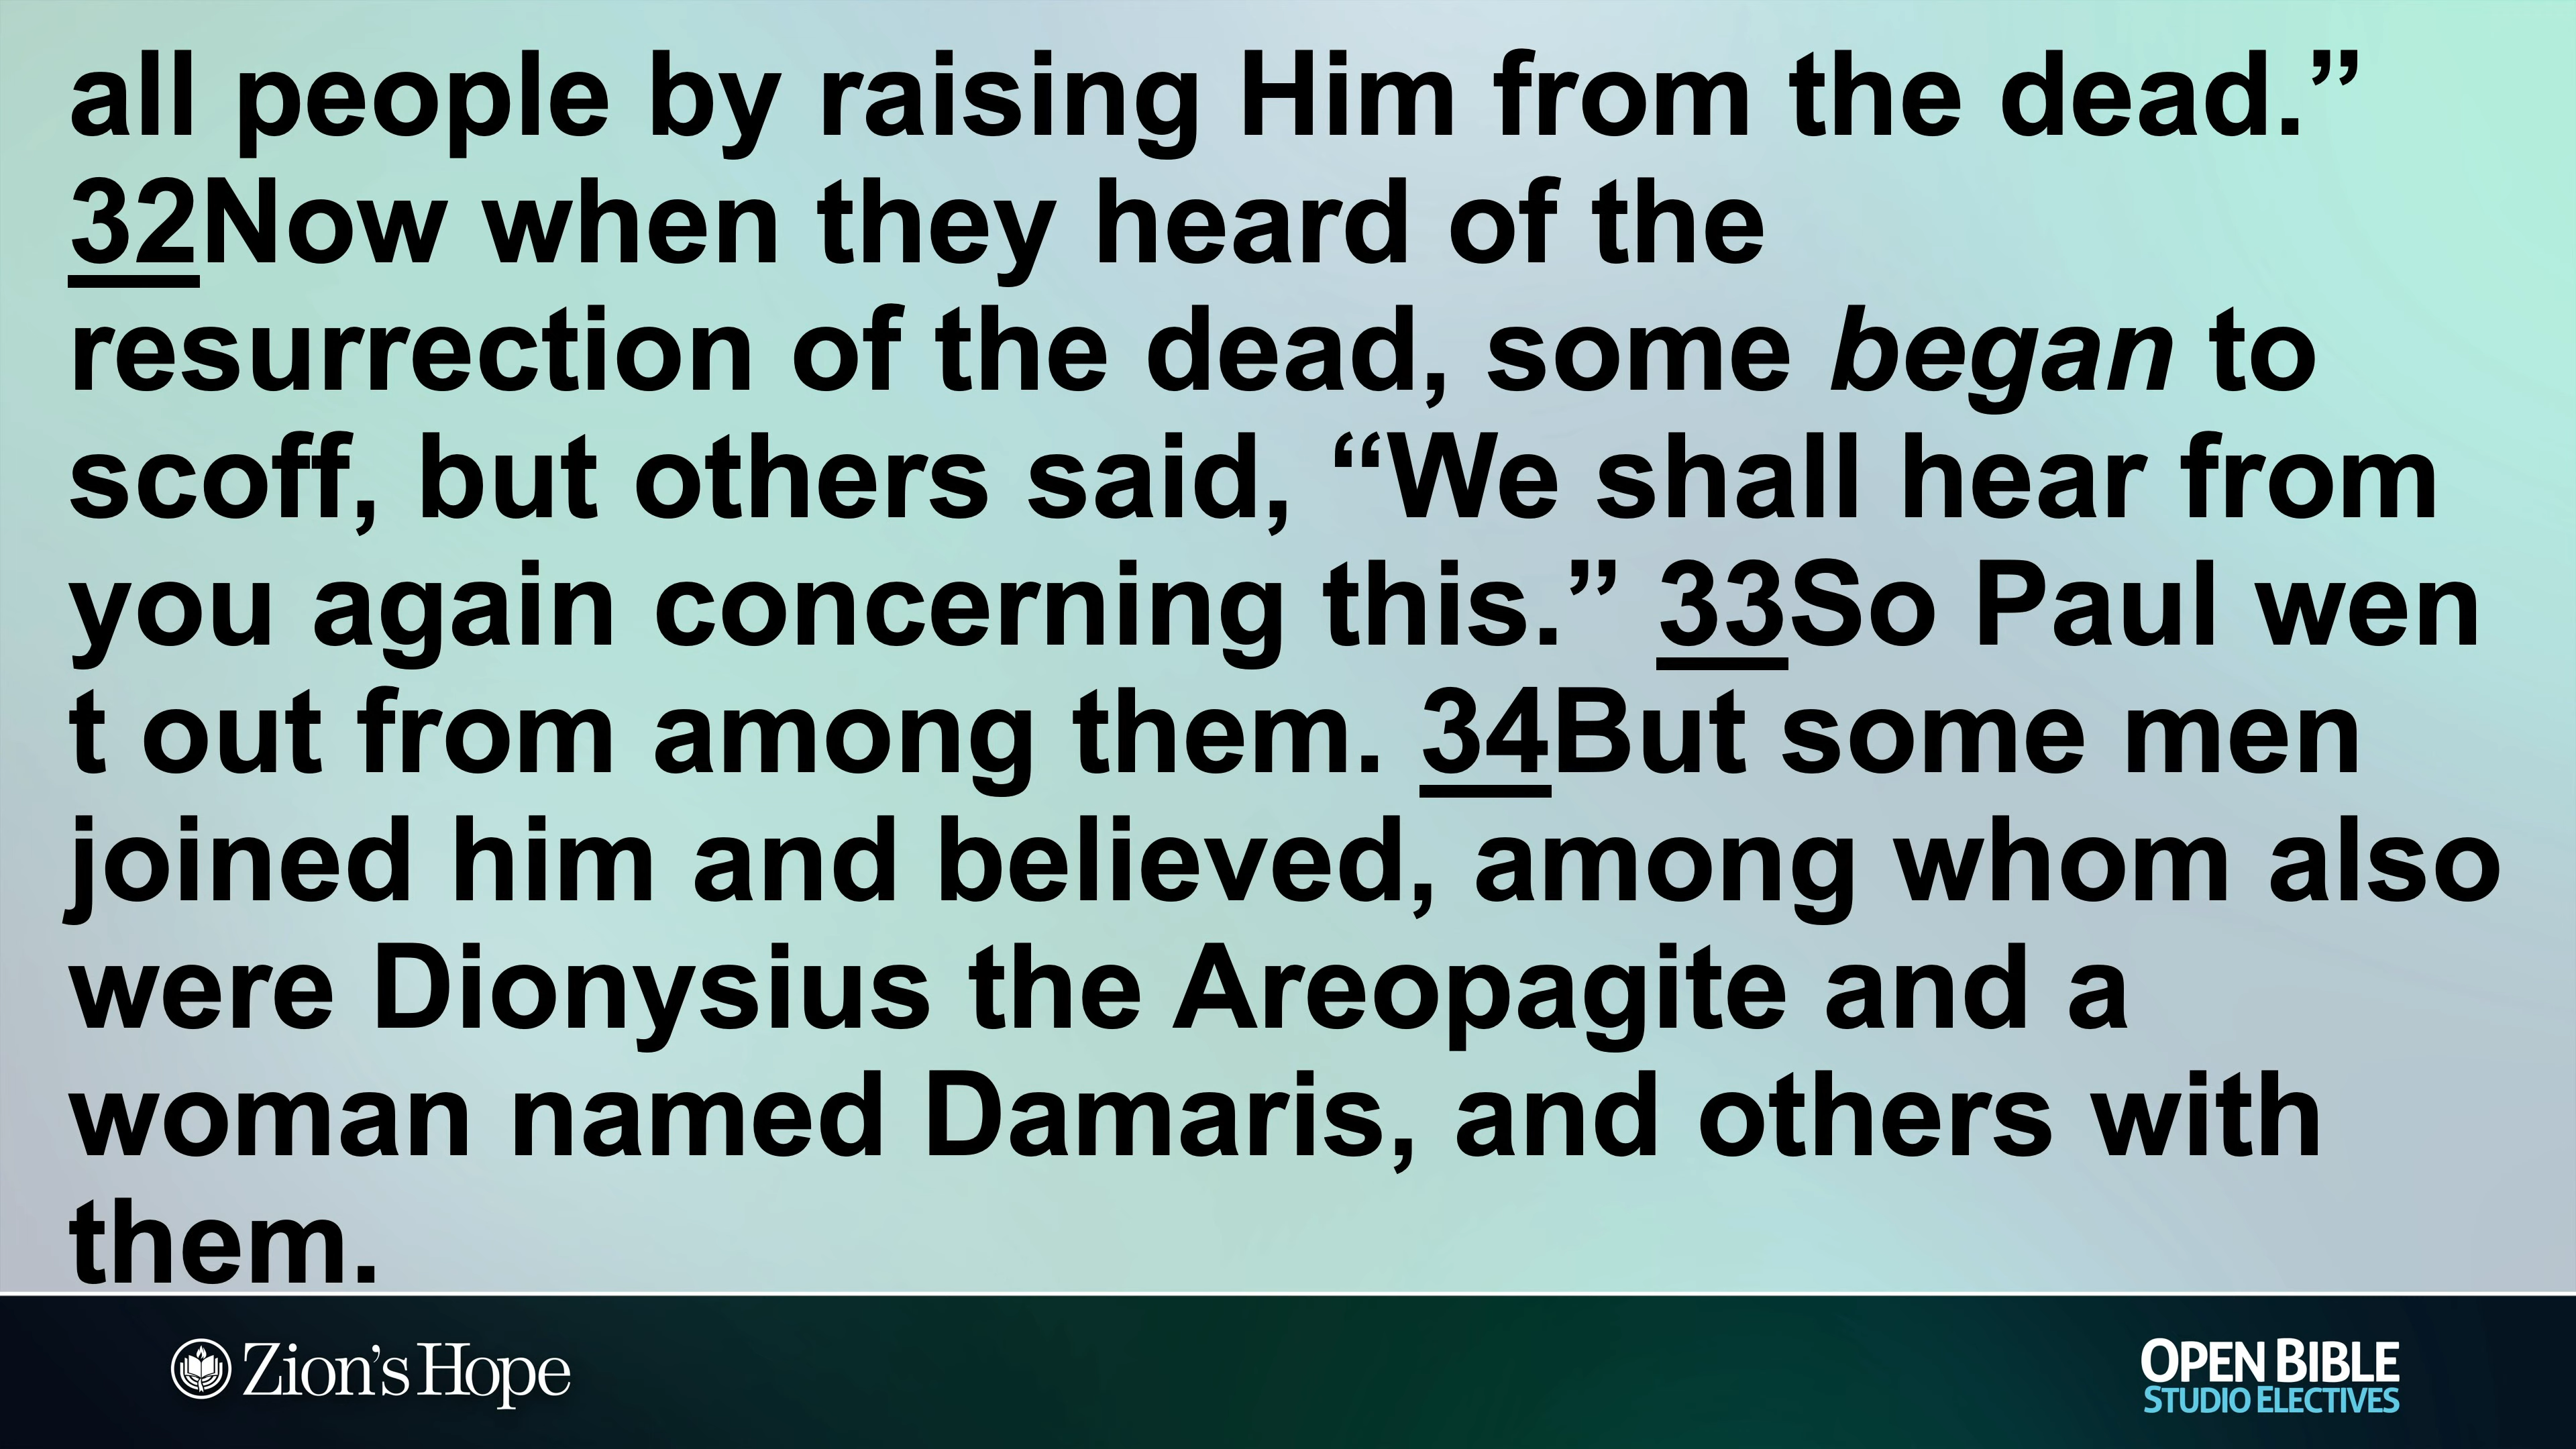 all people by raising Him from the dead.”
32Now when they heard of the
resurrection of the dead, some began to
scoff, but others said, “We shall hear from
you again concerning this.” 33So Paul wen
t out from among them. 34But some men
joined him and believed, among whom also
were Dionysius the Areopagite and a
woman named Damaris, and others with
them.
Zion’s Hope
OPEN BIBLE
STUDIO ELECTIVES